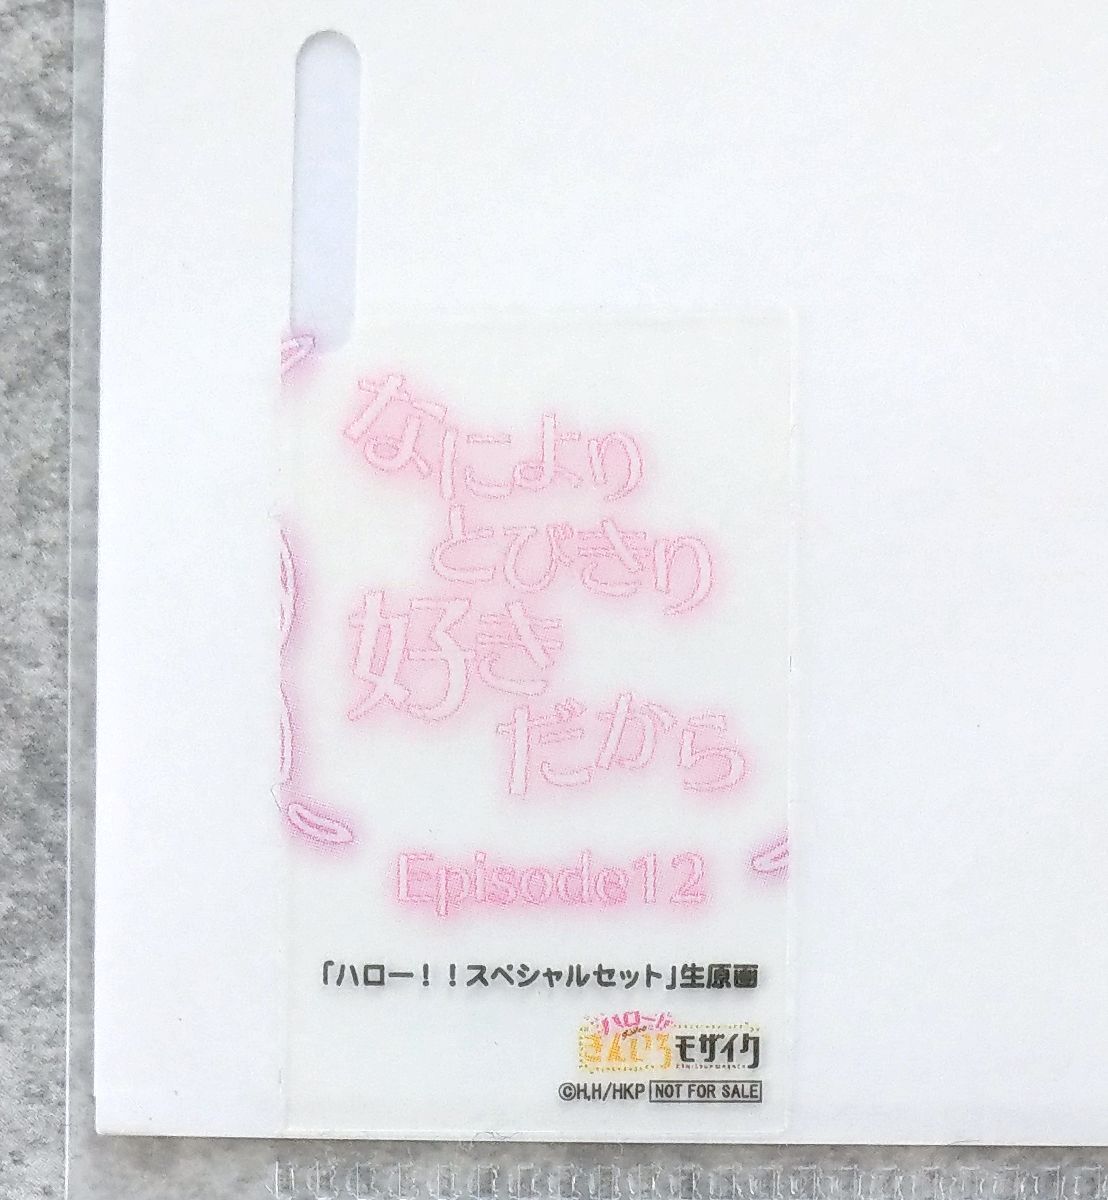 なにより
とびきり
好き
だから
Episode12
「ハロー！！スペシャルセット」生原画
ハロー!!
きんいろモザイク
©H,H/HKP NOT FOR SALE